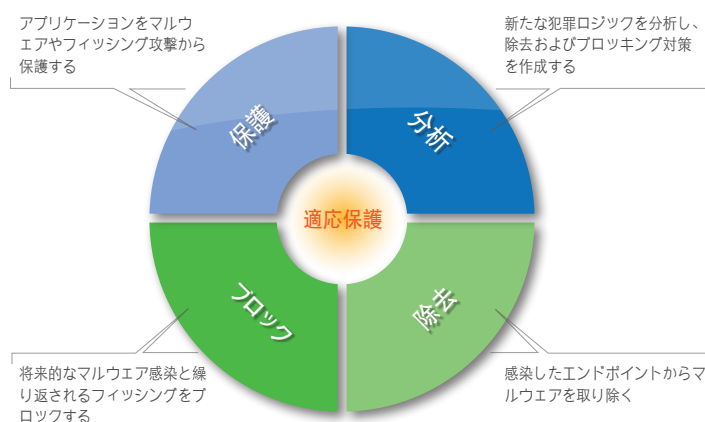 アプリケーションをマルウ
ェアやフィッシング攻撃から
保護する
新たな犯罪ロジックを分析し、
除去およびブロッキング対策
を作成する
保護
分析
適応保護
ブロック
除去
将来的なマルウエア感染と繰
り返されるフィッシングをブ
ロックする
感染したエンドポイントからマ
ルウエアを取り除く